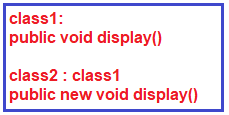 class1:
public void display()
class2 : class1
public new void display()